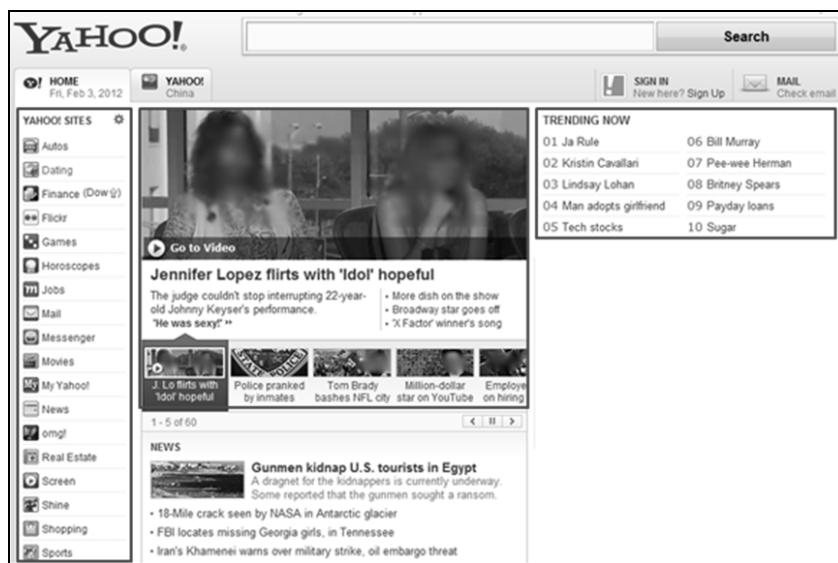 YAHOO!
Search
HOME
Fri, Feb 3, 2012
YAHOO!
China
SIGN IN
New here? Sign Up
MAIL
Check email
YAHOO! SITES
Autos
Dating
Finance (Dow⇧)
Flickr
Games
Horoscopes
Jobs
Mail
Messenger
Movies
My Yahoo!
News
omg!
Real Estate
Screen
Shine
Shopping
Sports
Go to Video
Jennifer Lopez flirts with 'Idol' hopeful
The judge couldn't stop interrupting 22-year-
old Johnny Keyser's performance.
'He was sexy!' ››
• More dish on the show
• Broadway star goes off
• 'X Factor' winner's song
J. Lo flirts with
'Idol' hopeful
Police pranked
by inmates
Tom Brady
bashes NFL city
Million-dollar
star on YouTube
Employe
on hiring
1 - 5 of 60
NEWS
Gunmen kidnap U.S. tourists in Egypt
A dragnet for the kidnappers is currently underway.
Some reported that the gunmen sought a ransom.
• 18-Mile crack seen by NASA in Antarctic glacier
• FBI locates missing Georgia girls, in Tennessee
• Iran's Khamenei warns over military strike, oil embargo threat
TRENDING NOW
01 Ja Rule
02 Kristin Cavallari
03 Lindsay Lohan
04 Man adopts girlfriend
05 Tech stocks
06 Bill Murray
07 Pee-wee Herman
08 Britney Spears
09 Payday loans
10 Sugar